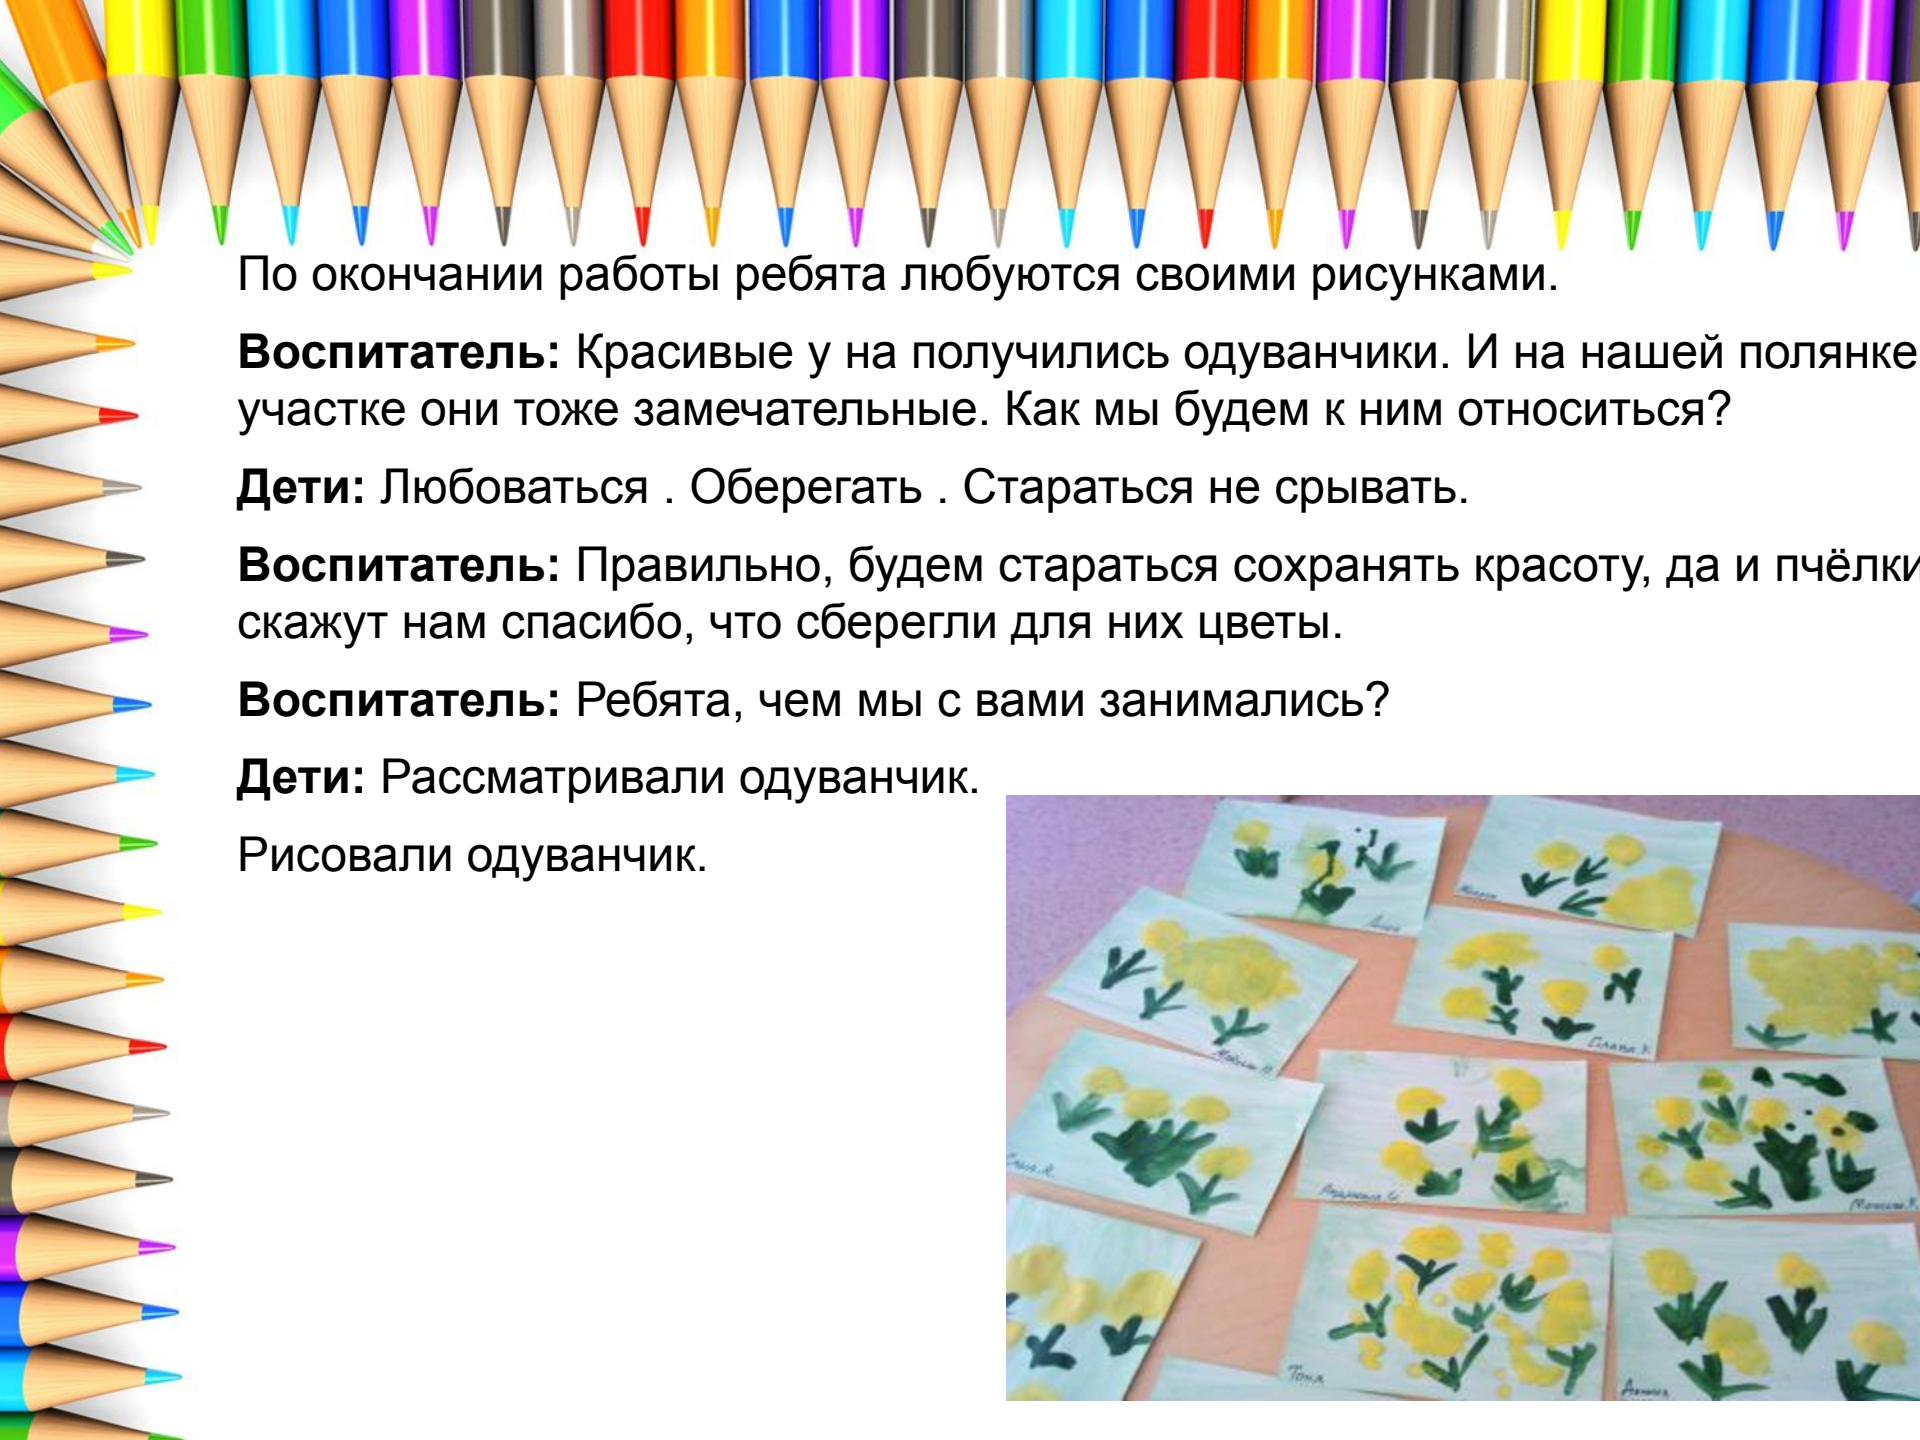 По окончании работы ребята любуются своими рисунками.
Воспитатель: Красивые у на получились одуванчики. И на нашей полянке
участке они тоже замечательные. Как мы будем к ним относиться?
Дети: Любоваться . Оберегать . Стараться не срывать.
Воспитатель: Правильно, будем стараться сохранять красоту, да и пчёлки
скажут нам спасибо, что сберегли для них цветы.
Воспитатель: Ребята, чем мы с вами занимались?
Дети: Рассматривали одуванчик.
Рисовали одуванчик.
Тоня